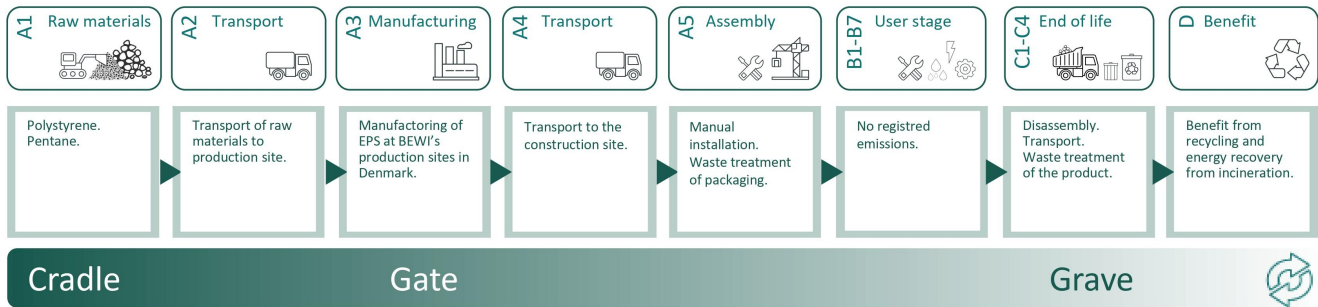 A1 Raw materials
A2 Transport
A3 Manufacturing
A4 Transport
A5 Assembly
B1-B7 User stage
C1-C4 End of life
D Benefit
Polystyrene.
Pentane.
Transport of raw
materials to
production site.
Manufactoring of
EPS at BEWI's
production sites in
Denmark.
Transport to the
construction site.
Manual
installation.
Waste treatment
of packaging.
No registred
emissions.
Disassembly.
Transport.
Waste treatment
of the product.
Benefit from
recycling and
energy recovery
from incineration.
Cradle
Gate
Grave